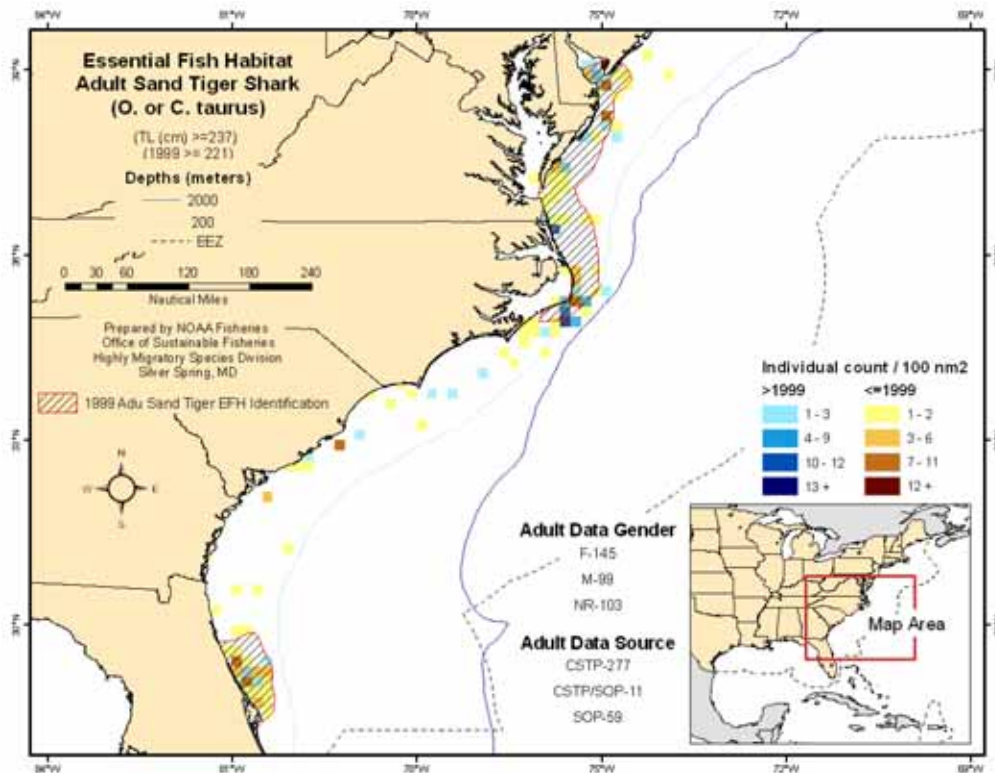 Essential Fish Habitat
Adult Sand Tiger Shark
(O. or C. taurus)
(TL (cm) >=237)
(1999 >= 221)
Depths (meters)
2000
200
EEZ
0 30 60 120 180 240
Nautical Miles
Prepared by NOAA Fisheries
Office of Sustainable Fisheries
Highly Migratory Species Division
Silver Spring, MD
1999 Adu Sand Tiger EFH Identification
N
W E
S
Individual count / 100 nm2
>1999 <=1999
1 - 3 1 - 2
4 - 9 3 - 6
10 - 12 7 - 11
13 + 12 +
Adult Data Gender
F-145
M-99
NR-103
Adult Data Source
CSTP-277
CSTP/SOP-11
SOP-59
Map Area